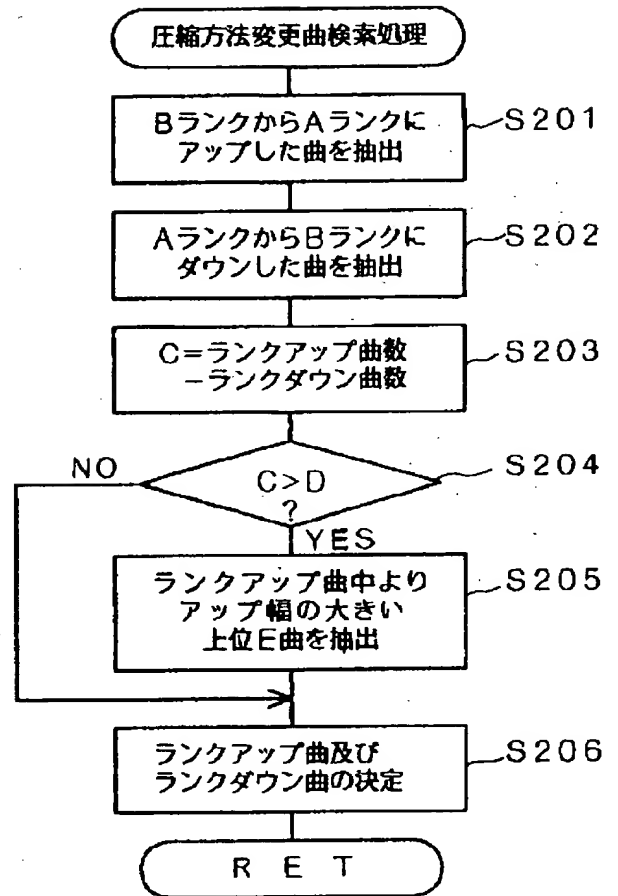 圧縮方法変更曲検索処理
BランクからAランクに
アップした曲を抽出
S201
AランクからBランクに
ダウンした曲を抽出
S202
C=ランクアップ曲数
-ランクダウン曲数
S203
NO
C>D
?
S204
YES
ランクアップ曲中より
アップ幅の大きい
上位E曲を抽出
S205
ランクアップ曲及び
ランクダウン曲の決定
S206
RET